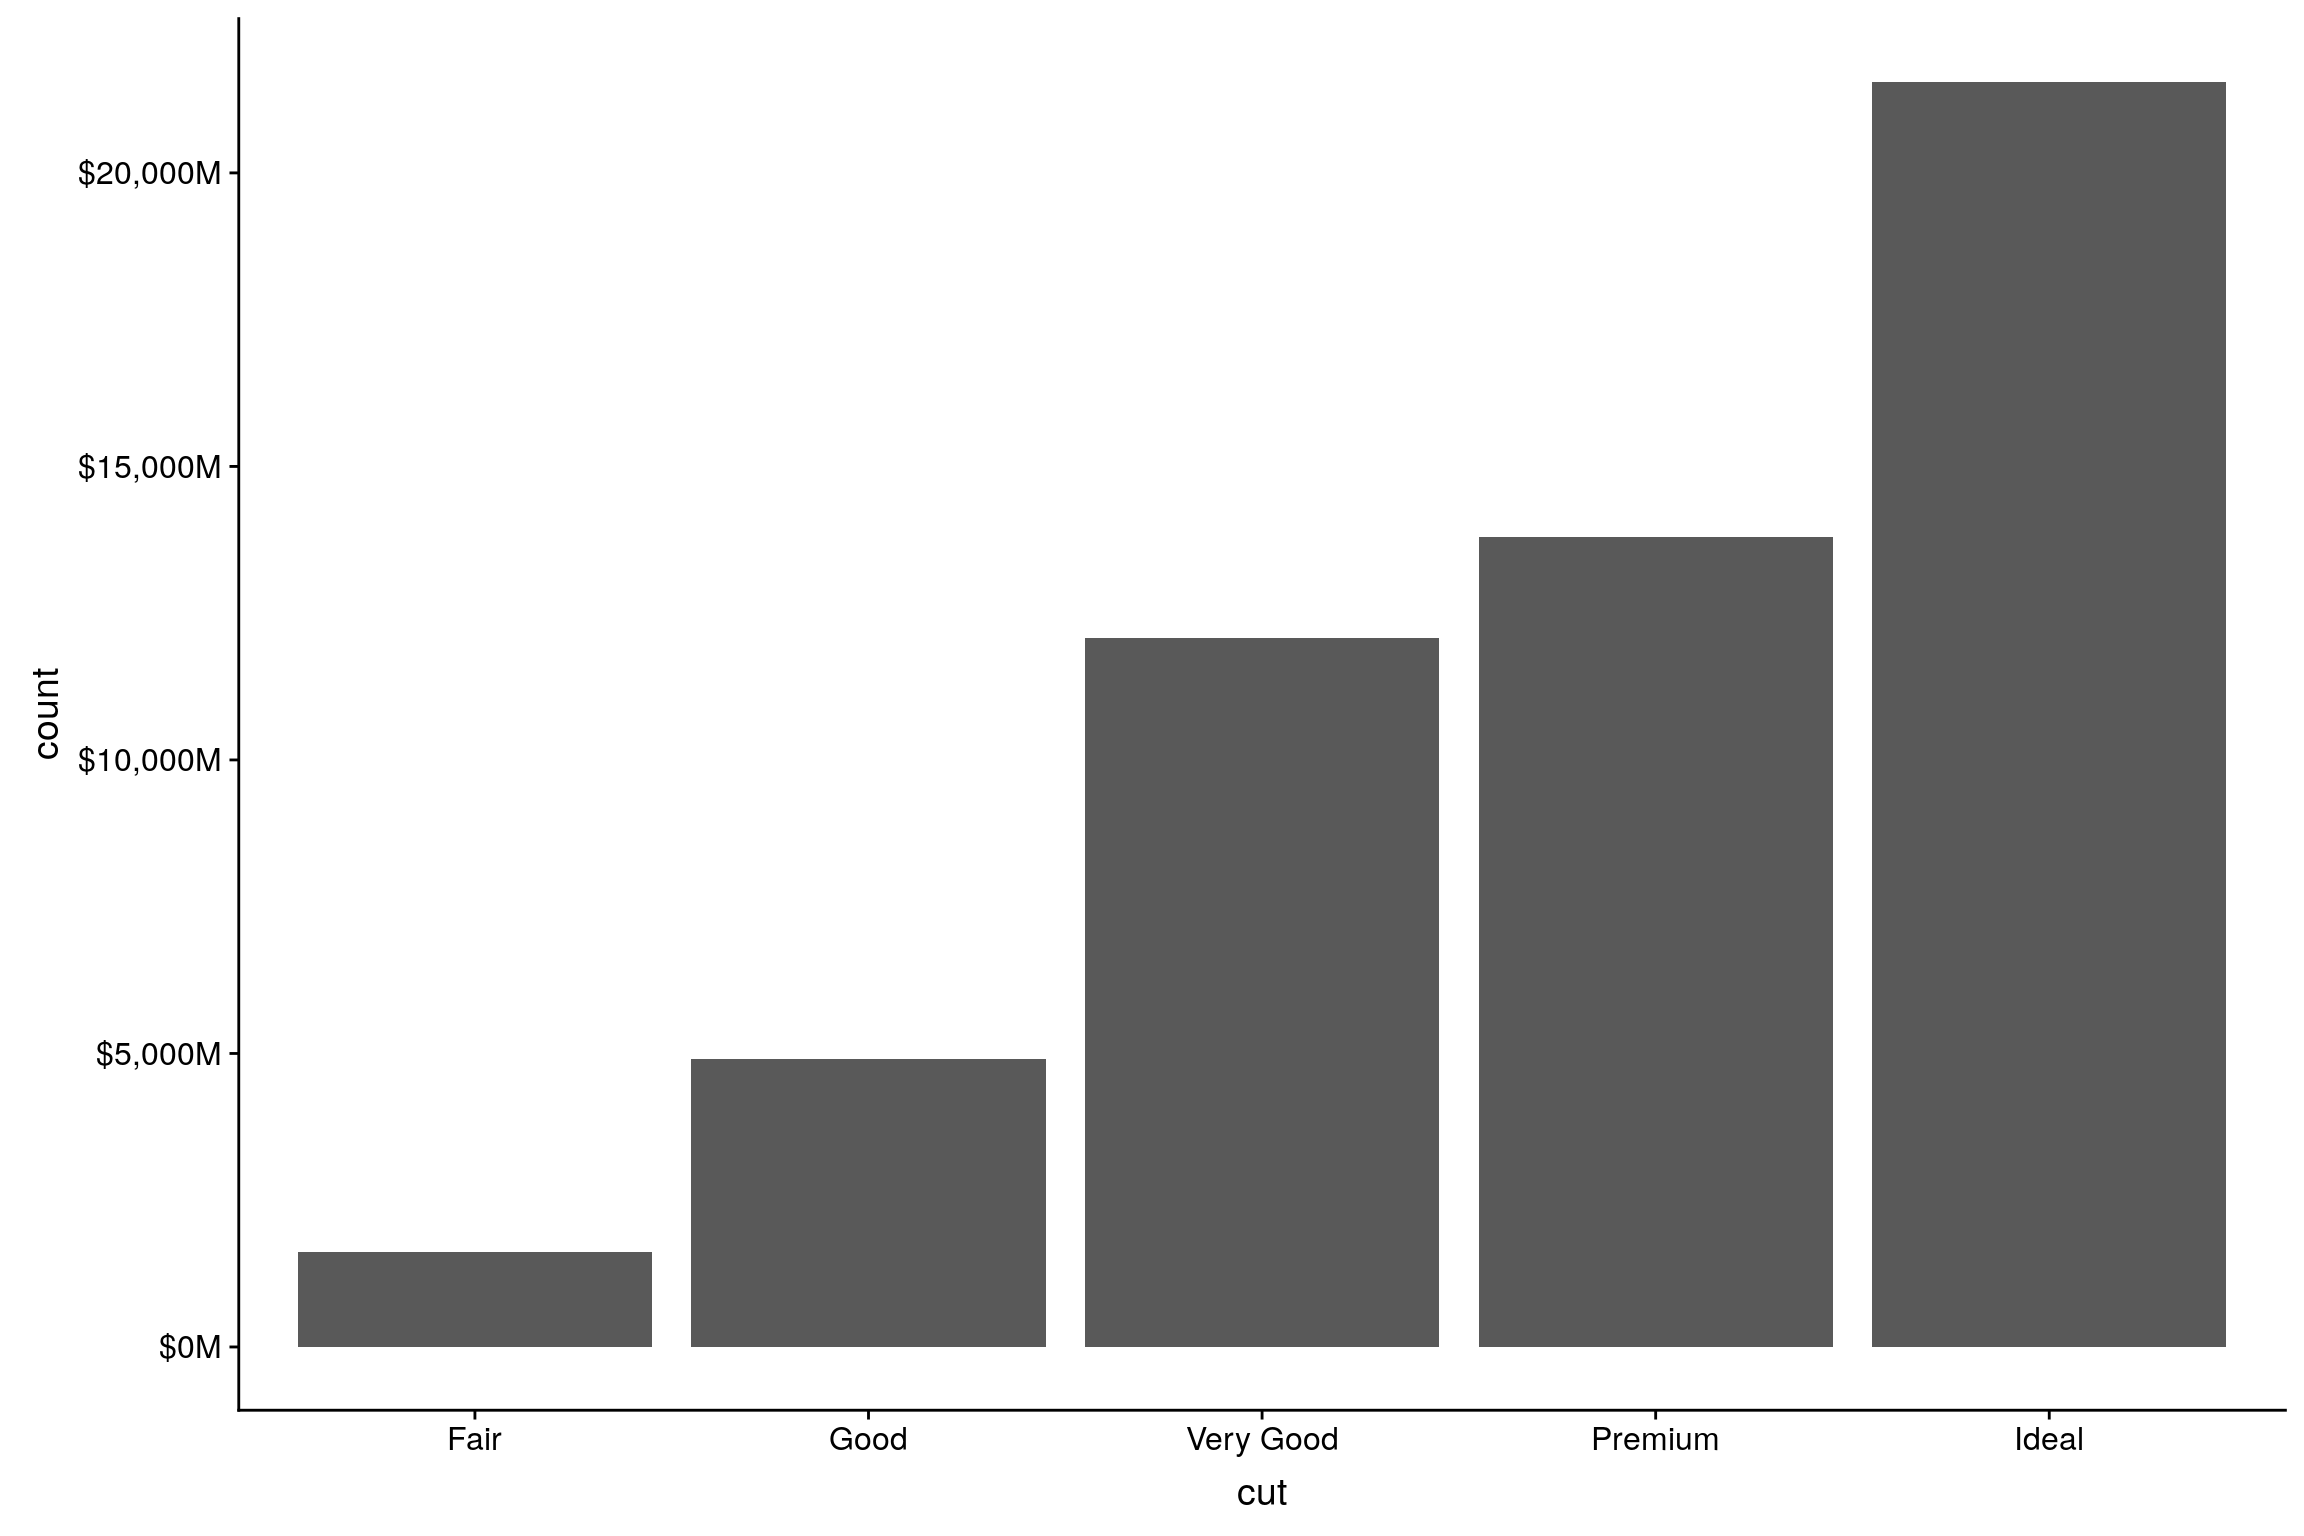 count
$20,000M
$15,000M
$10,000M
$5,000M
$0M
Fair Good Very Good Premium Ideal
cut